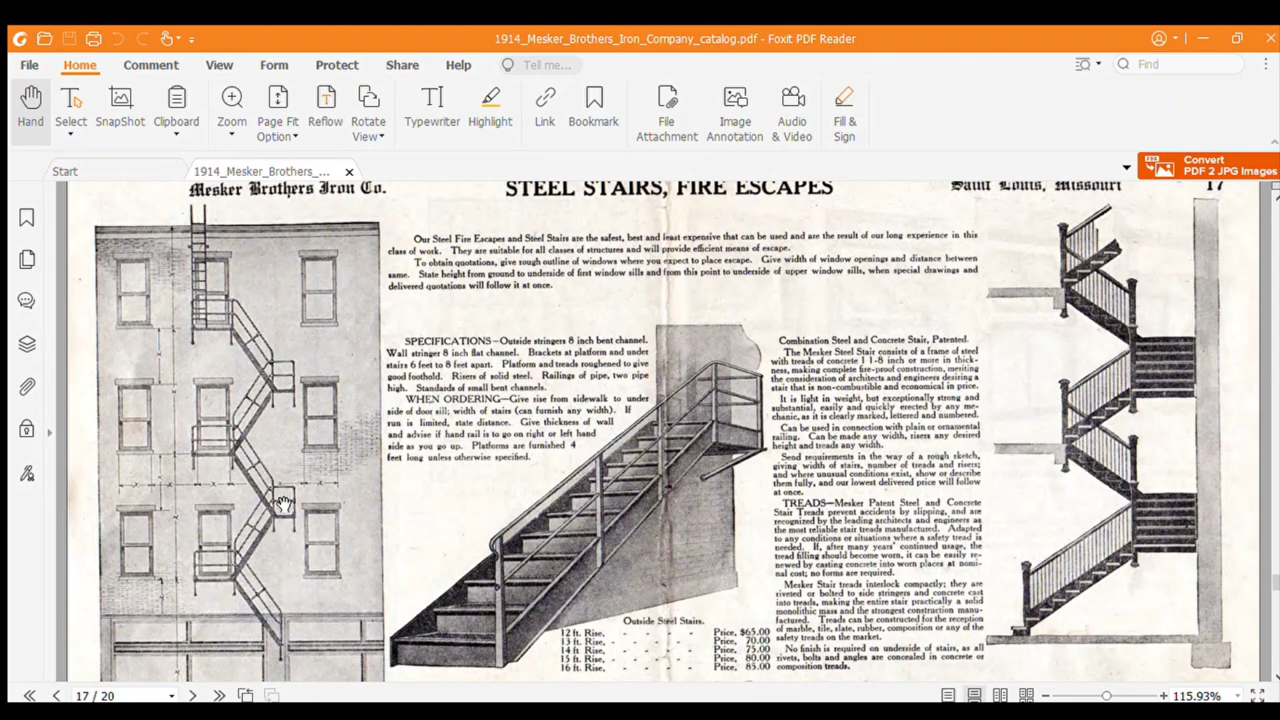 1914_Mesker_Brothers_Iron_Company_catalog.pdf - Foxit PDF Reader
File Home Comment View Form Protect Share Help Tell me... Find
Hand Select SnapShot Clipboard Zoom Page Fit Option Reflow Rotate View Typewriter Highlight Link Bookmark File Attachment Image Annotation Audio & Video Fill & Sign
Start 1914_Mesker_Brothers_... Convert
PDF 2 JPG Images
Mesker Brothers Iron Co. STEEL STAIRS, FIRE ESCAPES Saint Louis, Missouri 17
Our Steel Fire Escapes and Steel Stairs are the safest, best and least expensive that can be used and are the result of our long experience in this
class of work. They are suitable for all classes of structures and will provide efficient means of escape.
To obtain quotations, give rough outline of windows where you expect to place escape. Give width of window openings and distance between
same. State height from ground to underside of first window sills and from this point to underside of upper window sills, when special drawings and
delivered quotations will follow it at once.
SPECIFICATIONS—Outside stringers 8 inch bent channel.
Wall stringer 8 inch flat channel. Brackets at platform and under
stairs 6 feet to 8 feet apart. Platform and treads roughened to give
good foothold. Risers of solid steel. Railings of pipe, two pipe
high. Standards of small bent channels.
WHEN ORDERING—Give rise from sidewalk to under
side of door sill; width of stairs (can furnish any width). If
run is limited, state distance. Give thickness of wall
and advise if hand rail is to go on right or left hand
side as you go up. Platforms are furnished 4
feet long unless otherwise specified.
Outside Steel Stairs.
12 ft. Rise, - - - - Price, $65.00
13 ft. Rise, - - - - Price, 70.00
14 ft. Rise, - - - - Price, 75.00
15 ft. Rise, - - - - Price, 80.00
16 ft. Rise, - - - - Price, 85.00
Combination Steel and Concrete Stair, Patented.
The Mesker Steel Stair consists of a frame of steel
with treads of concrete 1 1-8 inch or more in thick-
ness, making complete fire-proof construction, meriting
the consideration of architects and engineers desiring a
stair that is non-combustible and economical in price.
It is light in weight, but exceptionally strong and
substantial, easily and quickly erected by any me-
chanic, as it is clearly marked, lettered and numbered.
Can be used in connection with plain or ornamental
railing. Can be made any width, risers any desired
height and treads any width.
Send requirements in the way of a rough sketch,
giving width of stairs, number of treads and risers;
and where unusual conditions exist, show or describe
them fully, and our lowest delivered price will follow
at once.
TREADS—Mesker Patent Steel and Concrete
Stair Treads prevent accidents by slipping, and are
recognized by the leading architects and engineers as
the most reliable stair treads manufactured. Adapted
to any conditions or situations where a safety tread is
needed. If, after many years' continued usage, the
tread filling should become worn, it can be easily re-
newed by casting concrete into worn places at nomi-
nal cost; no forms are required.
Mesker Stair treads interlock compactly; they are
riveted or bolted to side stringers and concrete cast
into treads, making the entire stair practically a solid
monolithic mass and the strongest construction manu-
factured. Treads can be constructed for the reception
of marble, tile, slate, rubber, composition or any of the
safety treads on the market.
No finish is required on underside of stairs, as all
rivets, bolts and angles are concealed in concrete or
composition treads.
17 / 20 115.93%